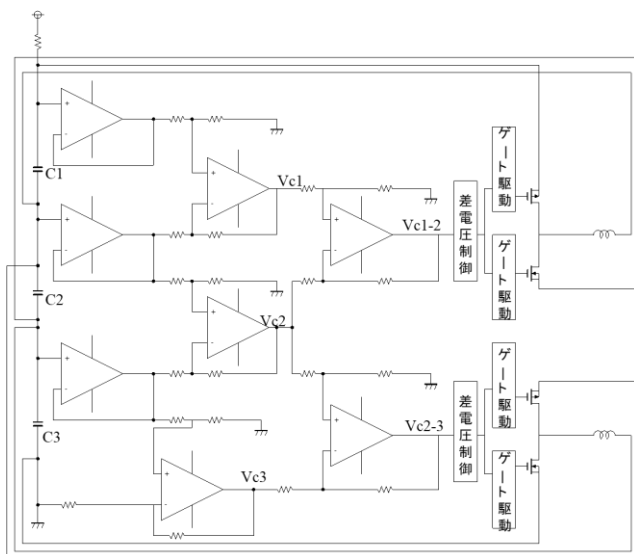 C1
C2
C3
Vc1
Vc2
Vc3
Vc1-2
Vc2-3
差電圧制御
ゲート駆動
ゲート駆動
差電圧制御
ゲート駆動
ゲート駆動